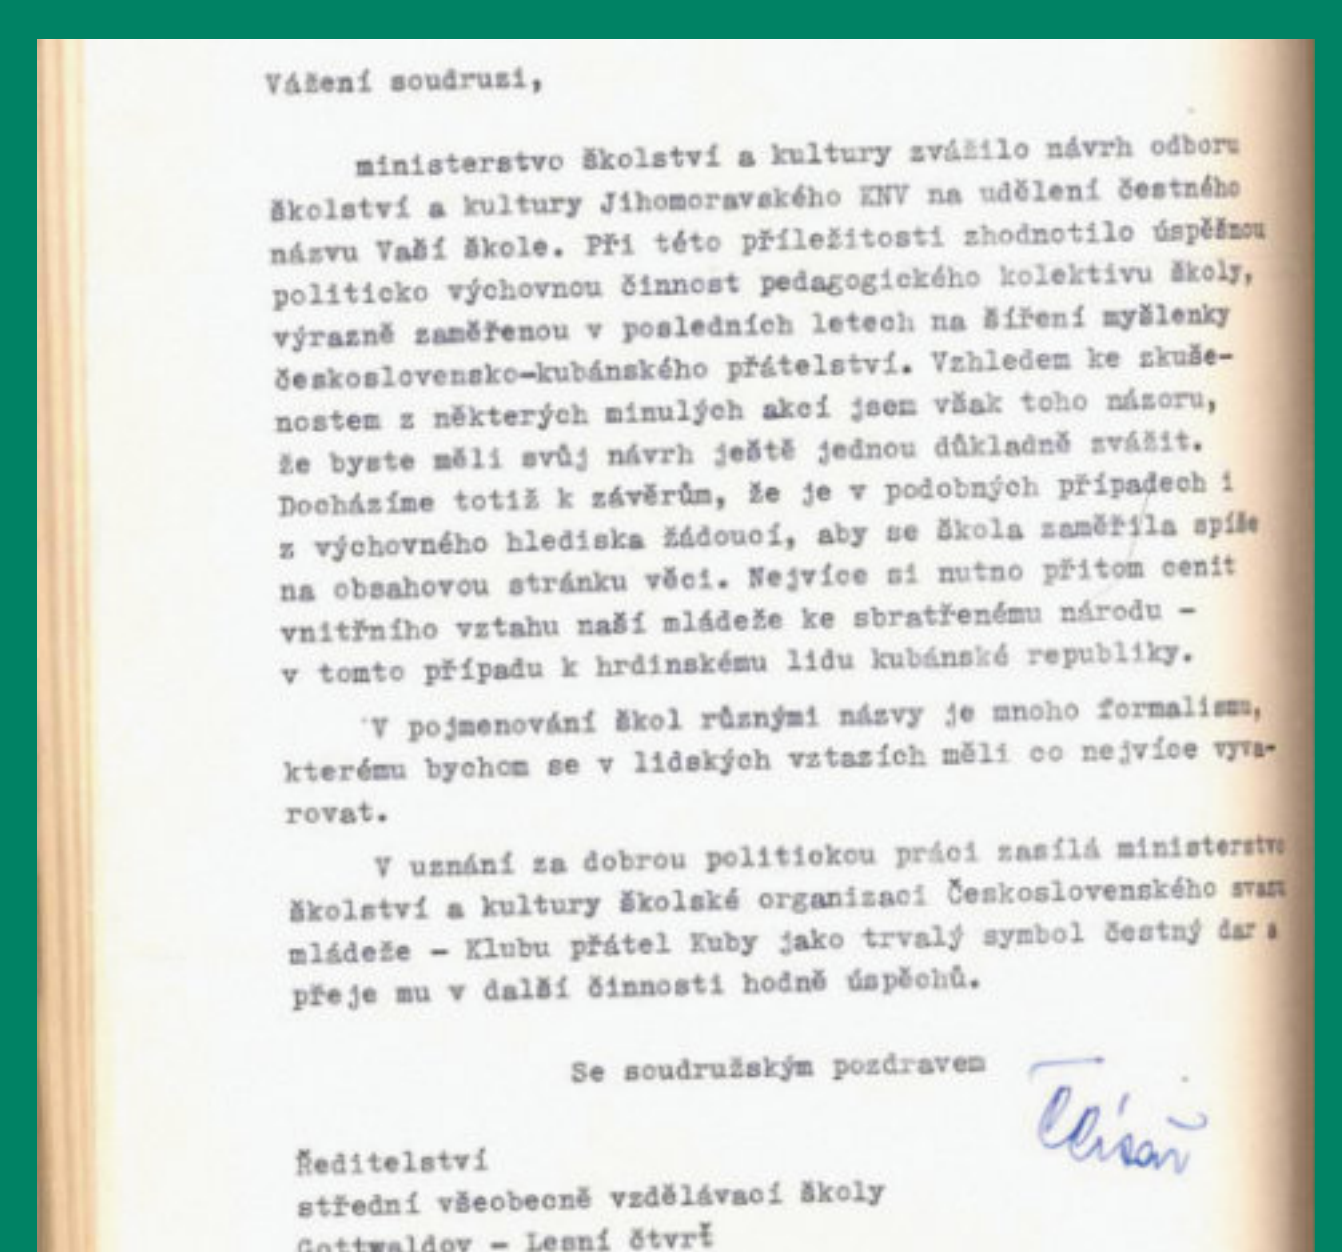 Vážení soudruzi,
ministerstvo školství a kultury zvážilo návrh odboru
školství a kultury Jihomoravského KNV na udělení čestného
názvu Vaší škole. Při této příležitosti zhodnotilo úspěšnou
politicko výchovnou činnost pedagogického kolektivu školy,
výrazně zaměřenou v posledních letech na šíření myšlenky
československo-kubánského přátelství. Vzhledem ke zkuše-
nostem z některých minulých akcí jsem však toho názoru,
že byste měli svůj návrh ještě jednou důkladně zvážit.
Docházíme totiž k závěrům, že je v podobných případech i
z výchovného hlediska žádoucí, aby se škola zaměřila spíše
na obsahovou stránku věci. Nejvíce si nutno přitom cenit
vnitřního vztahu naší mládeže ke sbratřenému národu -
v tomto případu k hrdinskému lidu kubánské republiky.
V pojmenování škol různými názvy je mnoho formalismu,
kterému bychom se v lidských vztazích měli co nejvíce vyva-
rovat.
V uznání za dobrou politickou práci zasílá ministerstvo
školství a kultury školské organizaci Československého svazu
mládeže - Klubu přátel Kuby jako trvalý symbol čestný dar a
přeje mu v další činnosti hodně úspěchů.
Se soudružským pozdravem
Ředitelství
střední všeobecně vzdělávací školy
Gottwaldov - Lesní čtvrť